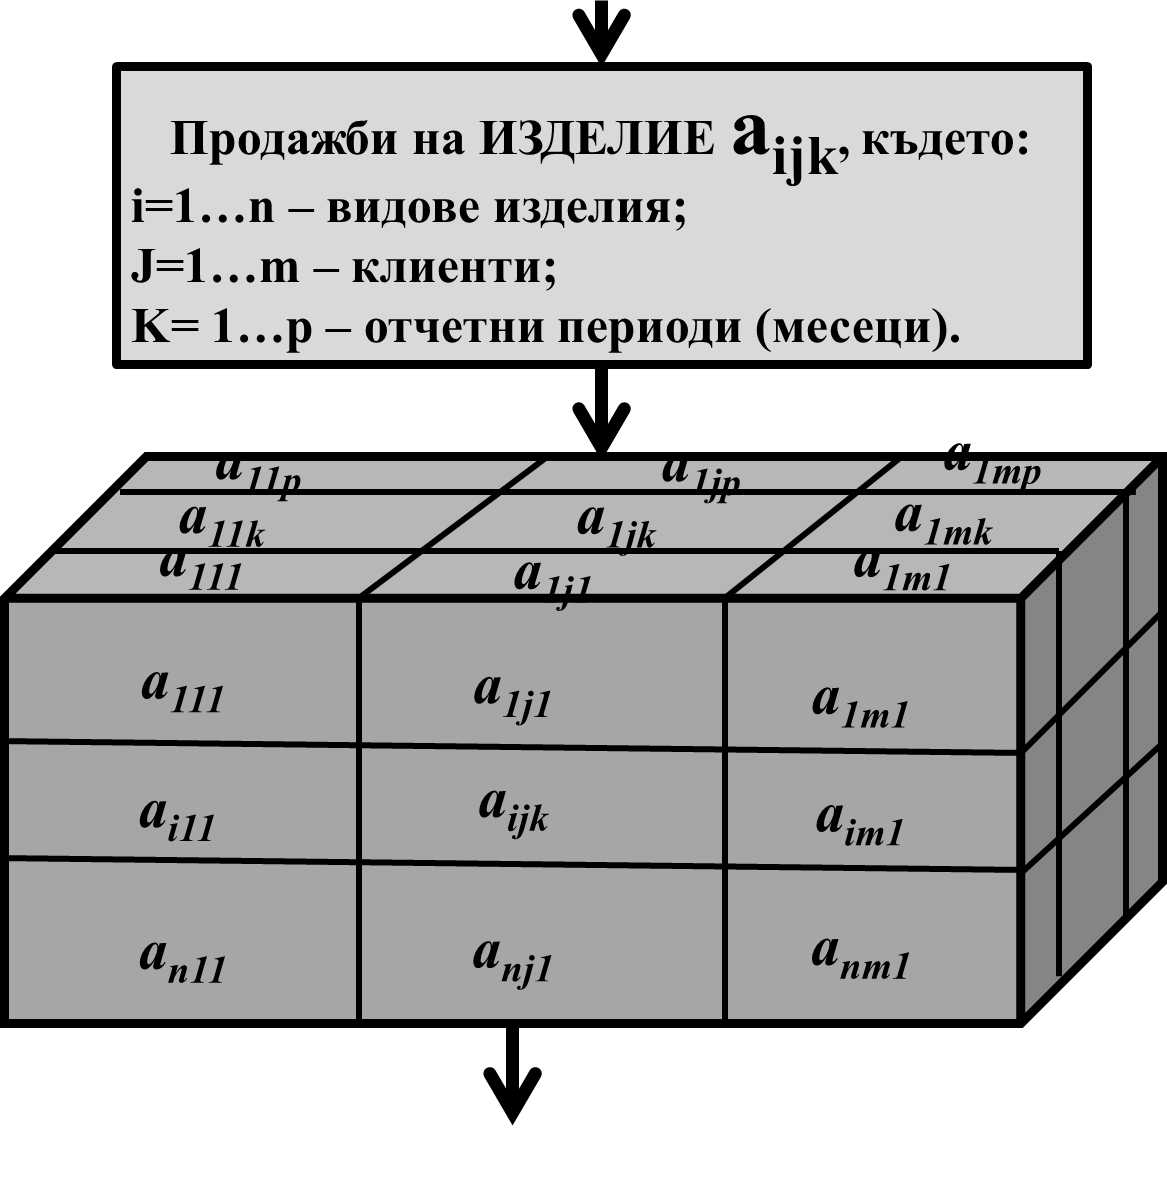 Продажби на ИЗДЕЛИЕ aijk, където:
i=1…n – видове изделия;
J=1…m – клиенти;
K= 1…p – отчетни периоди (месеци).
a11p a1jp a1mp
a11k a1jk a1mk
a111 a1j1 a1m1
a111 a1j1 a1m1
ai11 aijk aim1
an11 anj1 anm1